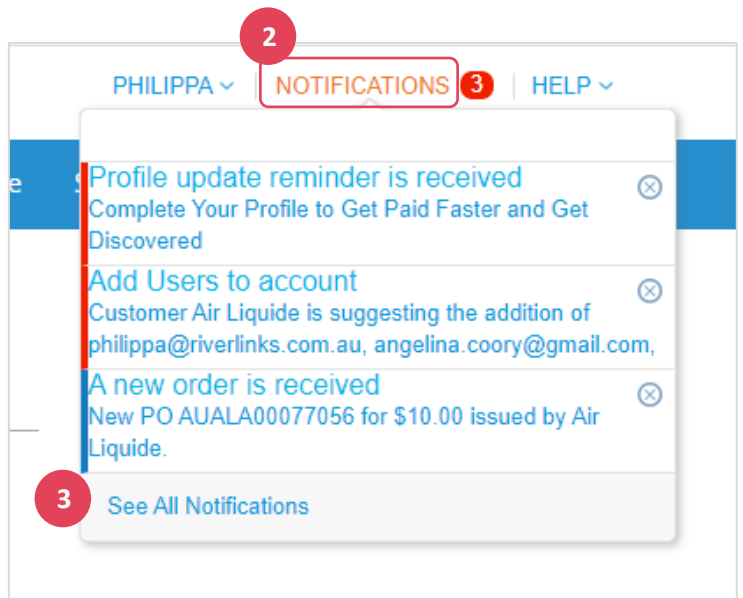 2
PHILIPPA NOTIFICATIONS 3 HELP
e S
Profile update reminder is received
Complete Your Profile to Get Paid Faster and Get
Discovered
Add Users to account
Customer Air Liquide is suggesting the addition of
philippa@riverlinks.com.au, angelina.coory@gmail.com,
A new order is received
New PO AUALA00077056 for $10.00 issued by Air
Liquide.
3 See All Notifications